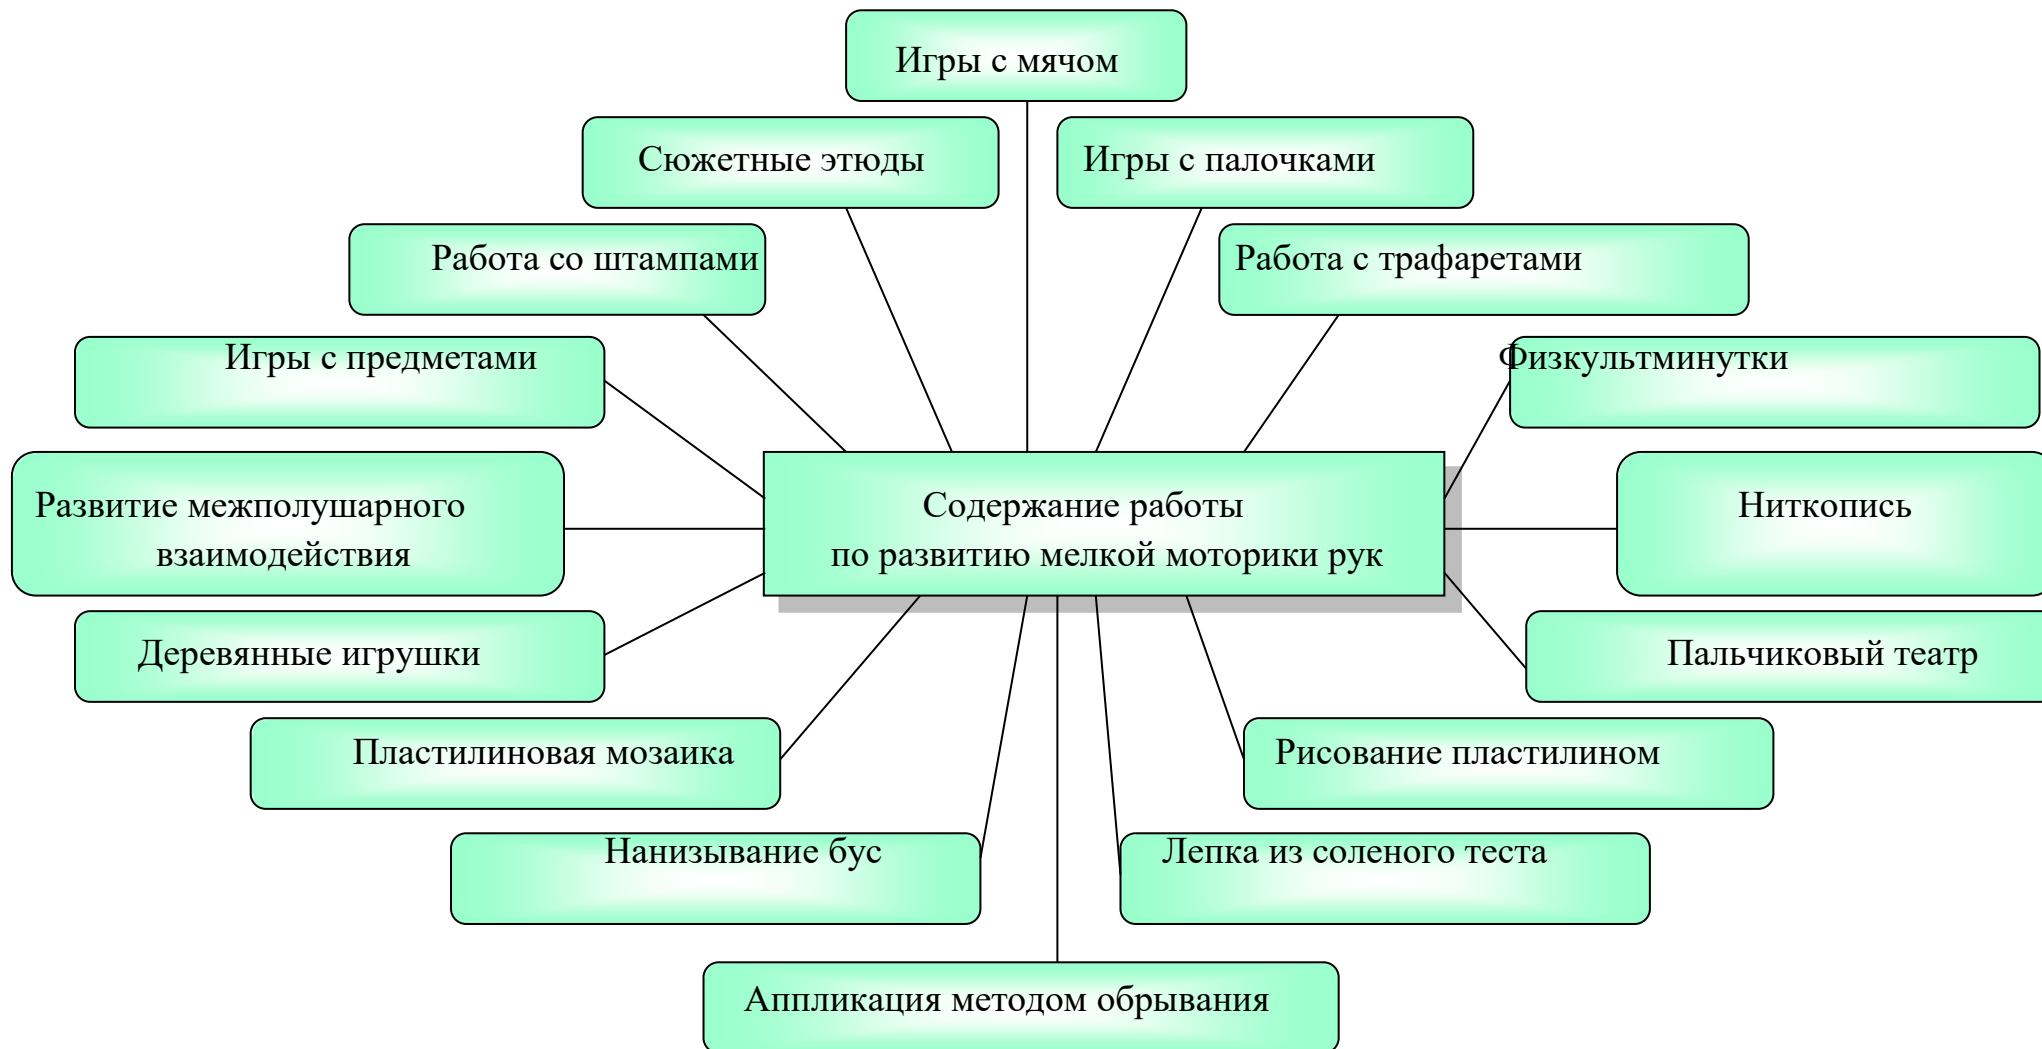 Игры с мячом
Сюжетные этюды
Игры с палочками
Работа со штампами
Работа с трафаретами
Игры с предметами
Физкультминутки
Развитие межполушарного
взаимодействия
Содержание работы
по развитию мелкой моторики рук
Ниткопись
Деревянные игрушки
Пальчиковый театр
Пластилиновая мозаика
Рисование пластилином
Нанизывание бус
Лепка из соленого теста
Аппликация методом обрывания